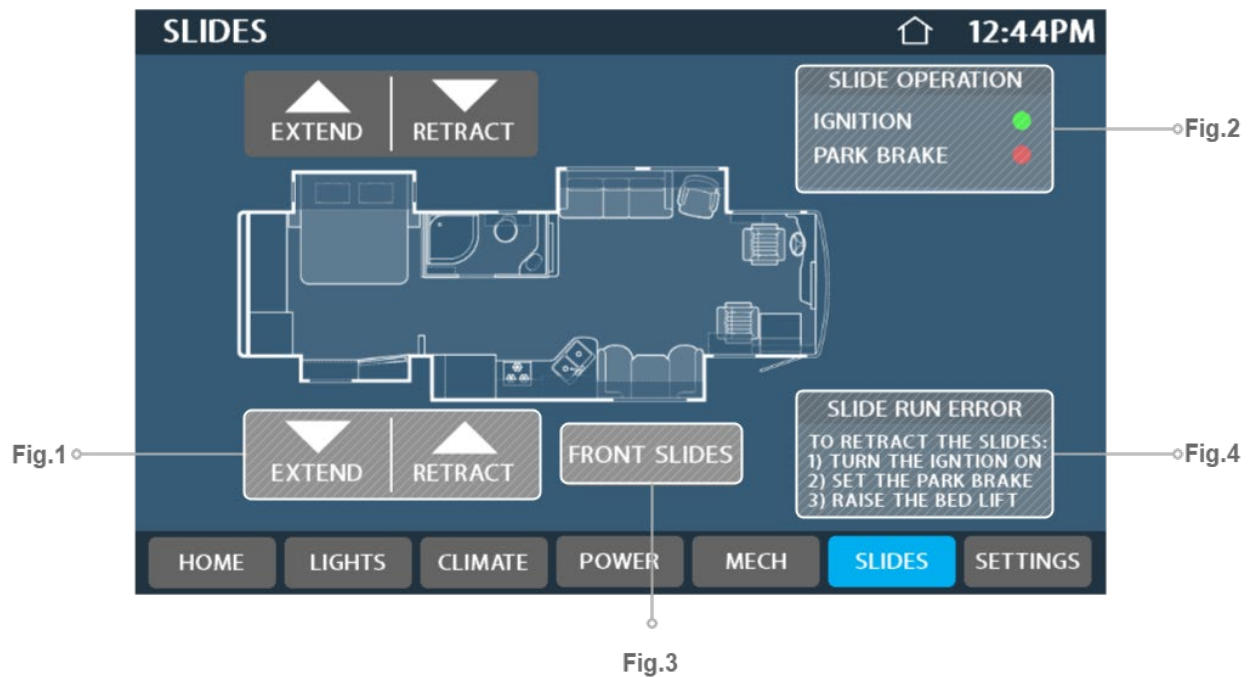 SLIDES
12:44PM
EXTEND
RETRACT
SLIDE OPERATION
IGNITION
PARK BRAKE
Fig.2
Fig.1
EXTEND
RETRACT
FRONT SLIDES
SLIDE RUN ERROR
TO RETRACT THE SLIDES:
1) TURN THE IGNTION ON
2) SET THE PARK BRAKE
3) RAISE THE BED LIFT
Fig.4
HOME
LIGHTS
CLIMATE
POWER
MECH
SLIDES
SETTINGS
Fig.3